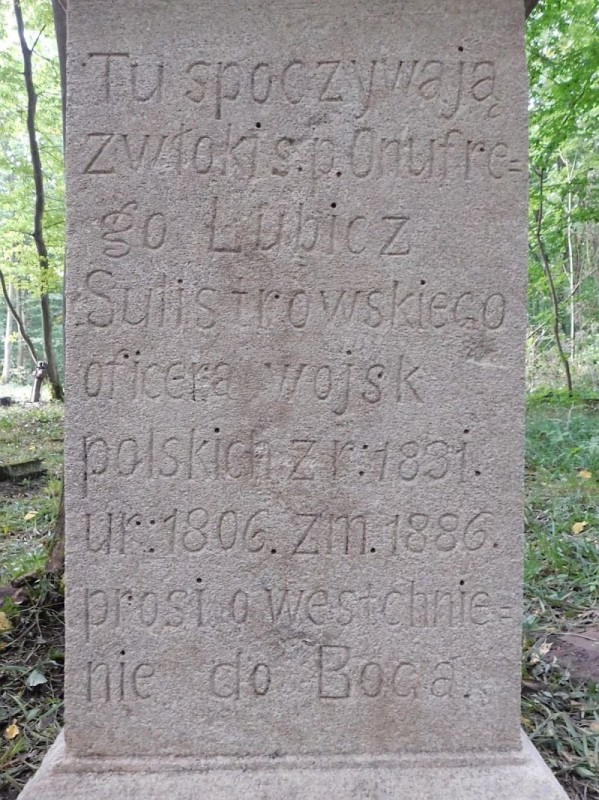 Tu spoczywają
zwłoki s.p. Onufre=
go Łubicz
Sulistrowskiego
oficera wojsk
polskich z r: 1831.
ur: 1806. zm. 1886.
prosi o westchnie=
nie do Boga.